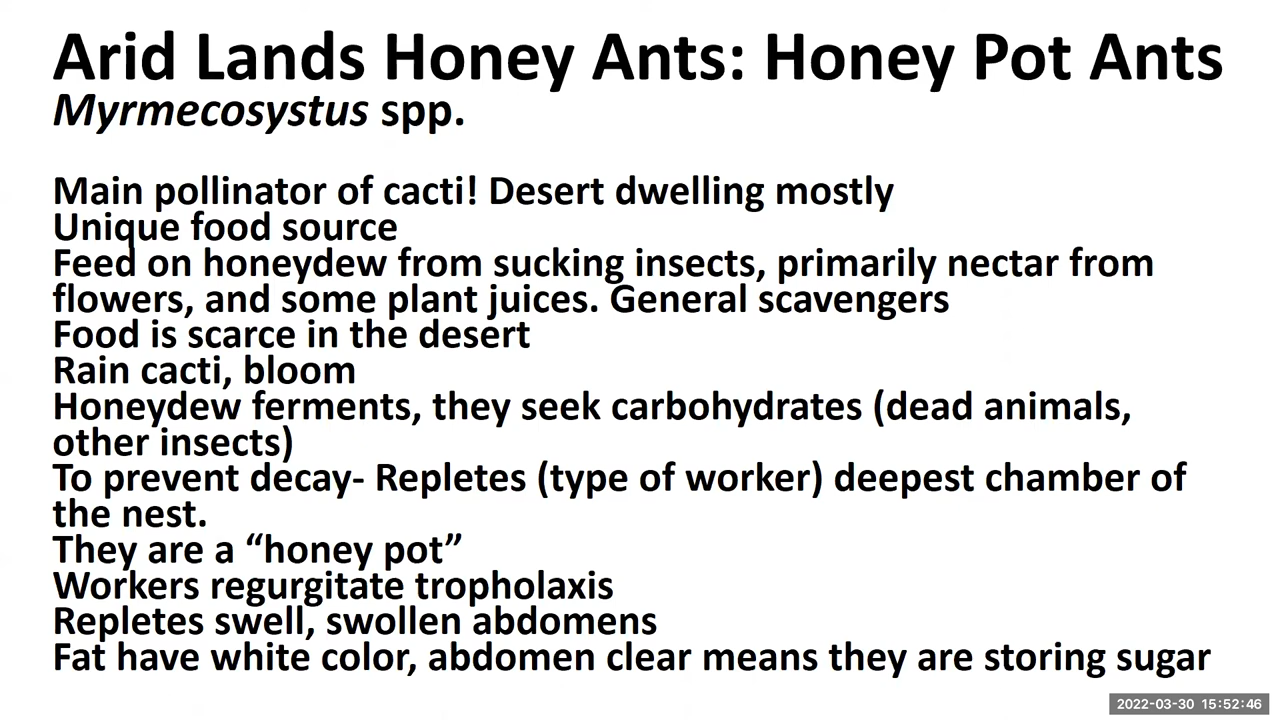 Arid Lands Honey Ants: Honey Pot Ants
Myrmecosystus spp.
Main pollinator of cacti! Desert dwelling mostly
Unique food source
Feed on honeydew from sucking insects, primarily nectar from
flowers, and some plant juices. General scavengers
Food is scarce in the desert
Rain cacti, bloom
Honeydew ferments, they seek carbohydrates (dead animals,
other insects)
To prevent decay- Repletes (type of worker) deepest chamber of
the nest.
They are a “honey pot”
Workers regurgitate tropholaxis
Repletes swell, swollen abdomens
Fat have white color, abdomen clear means they are storing sugar
2022-03-30 15:52:46